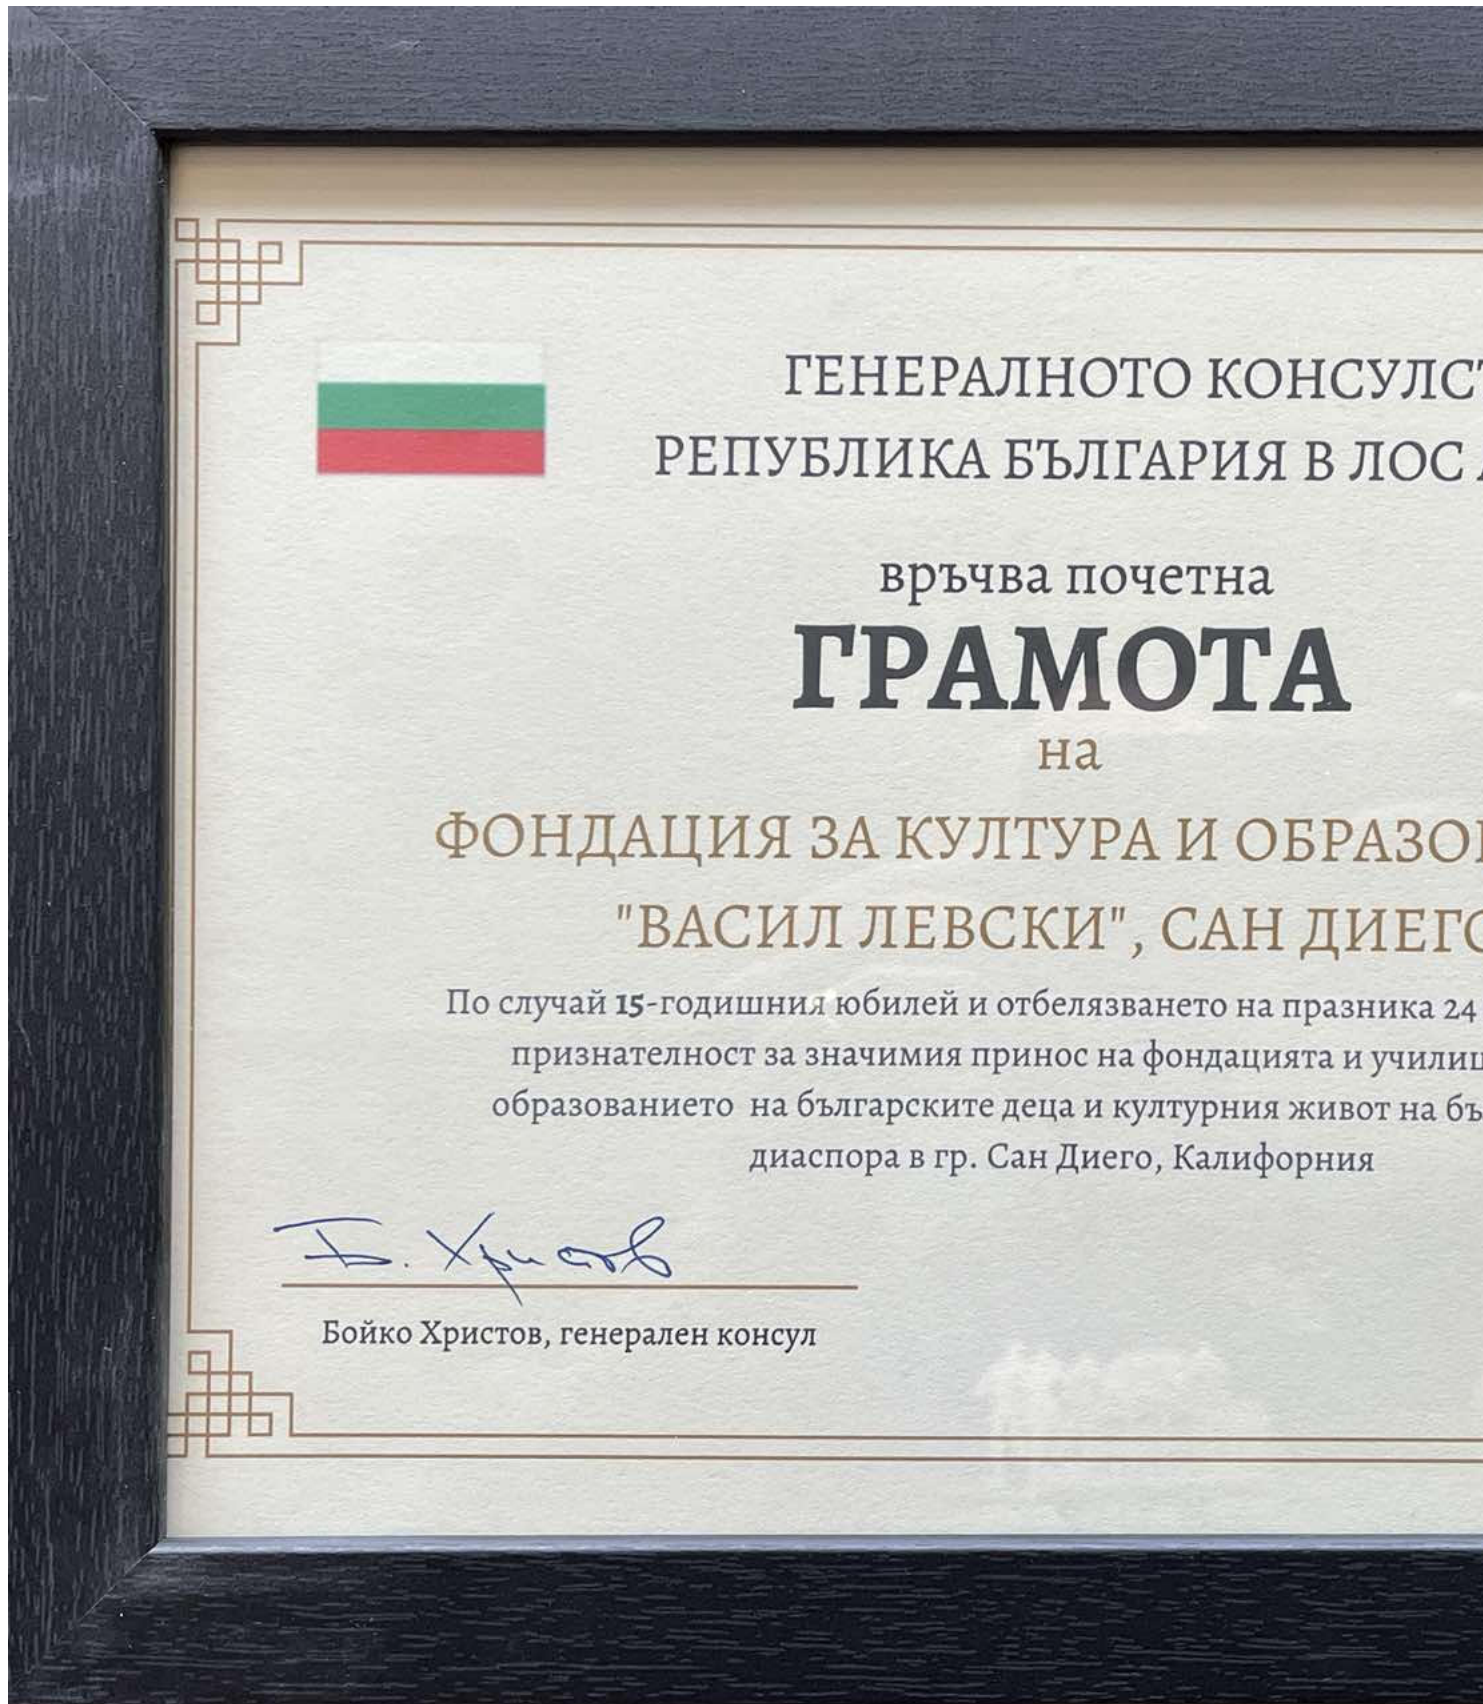 ГЕНЕРАЛНОТО КОНСУЛСТ
РЕПУБЛИКА БЪЛГАРИЯ В ЛОС
връчва почетна
ГРАМОТА
на
ФОНДАЦИЯ ЗА КУЛТУРА И ОБРАЗО
"ВАСИЛ ЛЕВСКИ", САН ДИЕГО
По случай 15-годишния юбилей и отбелязването на празника 24
признателност за значимия принос на фондацията и учили
образованието на българските деца и културния живот на бъ
диаспора в гр. Сан Диего, Калифорния
Б. Христов
Бойко Христов, генерален консул